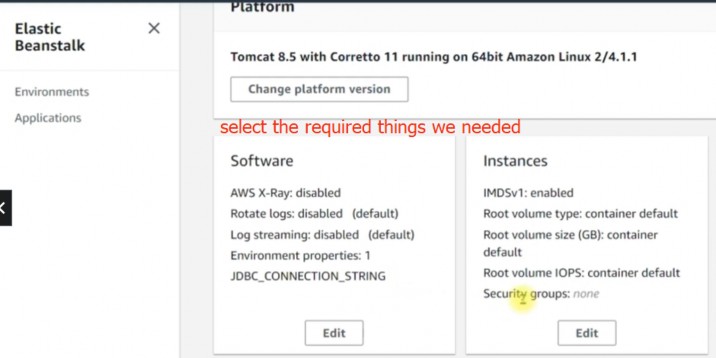 Platform
Elastic
Beanstalk
Environments
Applications
Tomcat 8.5 with Corretto 11 running on 64bit Amazon Linux 2/4.1.1
Change platform version
select the required things we needed
Software
AWS X-Ray: disabled
Rotate logs: disabled (default)
Log streaming: disabled (default)
Environment properties: 1
JDBC_CONNECTION_STRING
Edit
Instances
IMDSv1: enabled
Root volume type: container default
Root volume size (GB): container
default
Root volume IOPS: container default
Security groups: none
Edit